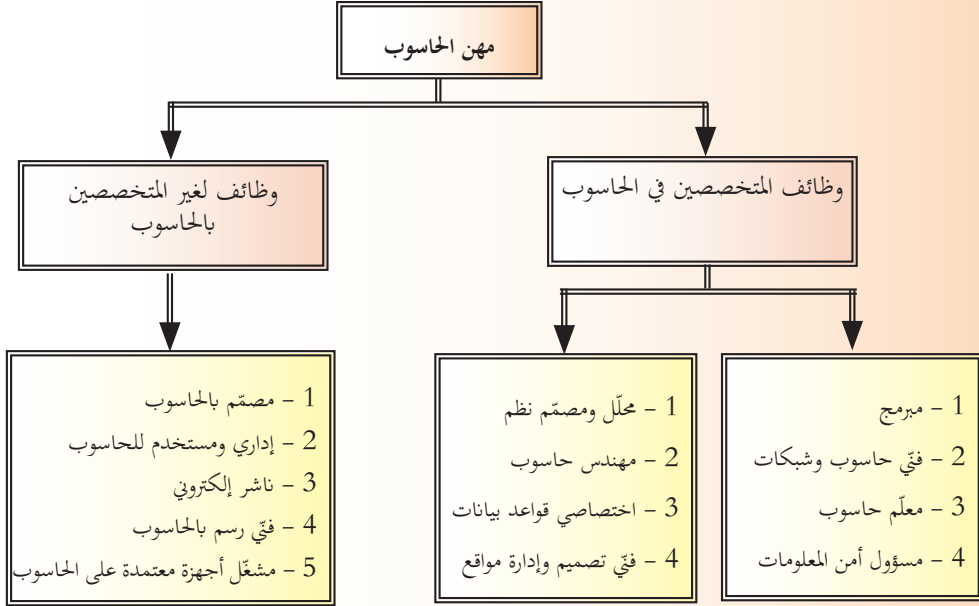 مهن الحاسوب
وظائف المتخصصين في الحاسوب
وظائف لغير المتخصصين
بالحاسوب
1 - مبرمج
2 - فنّي حاسوب وشبكات
3 - معلّم حاسوب
4 - مسؤول أمن المعلومات
1 - محلّل ومصمّم نظم
2 - مهندس حاسوب
3 - اختصاصي قواعد بيانات
4 - فنّي تصميم وإدارة مواقع
1 - مصمّم بالحاسوب
2 - إداري ومستخدم للحاسوب
3 - ناشر إلكتروني
4 - فنّي رسم بالحاسوب
5 - مشغّل أجهزة معتمدة على الحاسوب